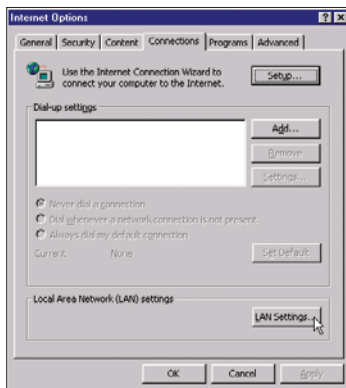 Internet Options
General Security Content Connections Programs Advanced
Use the Internet Connection Wizard to
connect your computer to the Internet.
Setup...
Dial-up settings
Add...
Remove
Settings...
Never dial a connection
Dial whenever a network connection is not present
Always dial my default connection
Current None Set Default
Local Area Network (LAN) settings
LAN Settings...
OK Cancel Apply